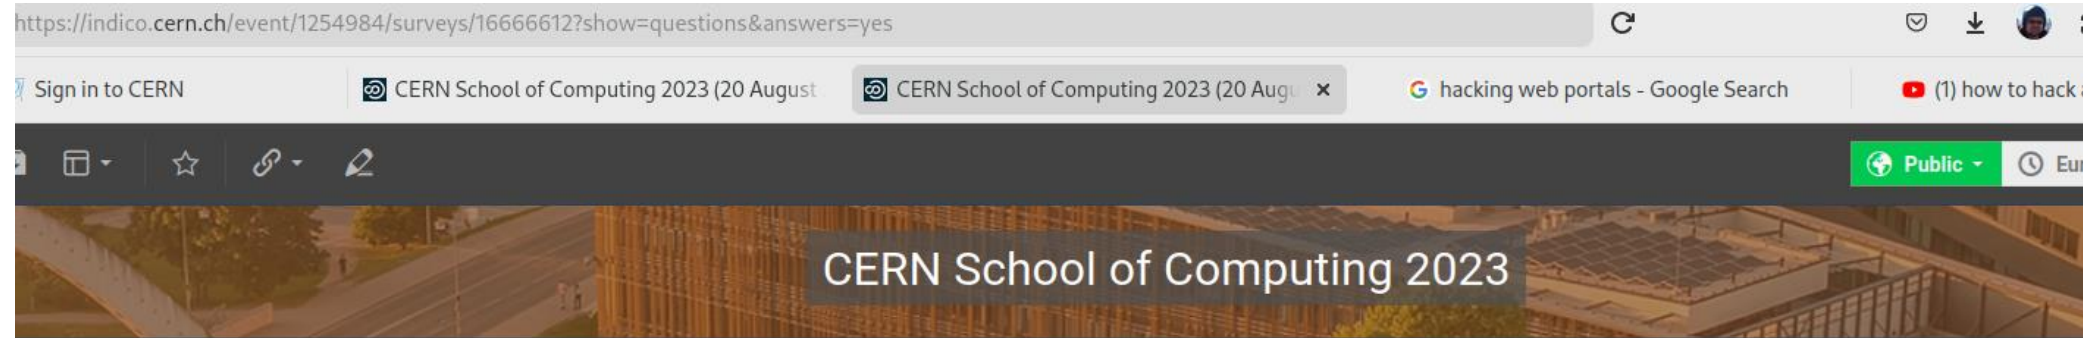 https://indico.cern.ch/event/1254984/surveys/16666612?show=questions&answers=yes
Sign in to CERN CERN School of Computing 2023 (20 August CERN School of Computing 2023 (20 Augu × G hacking web portals - Google Search (1) how to hack
Public Eur
CERN School of Computing 2023